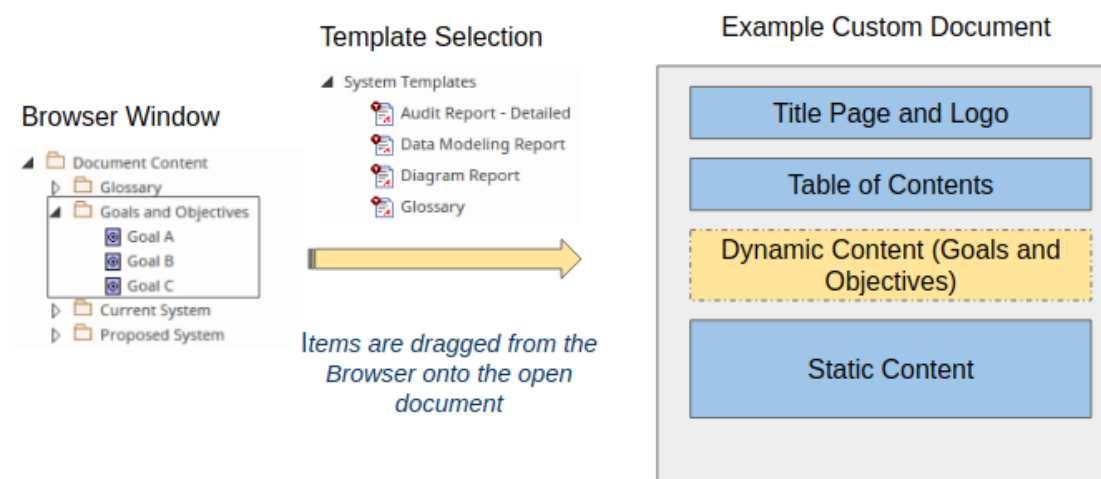 Browser Window
Document Content
Glossary
Goals and Objectives
Goal A
Goal B
Goal C
Current System
Proposed System
Template Selection
System Templates
Audit Report - Detailed
Data Modeling Report
Diagram Report
Glossary
Items are dragged from the
Browser onto the open
document
Example Custom Document
Title Page and Logo
Table of Contents
Dynamic Content (Goals and
Objectives)
Static Content